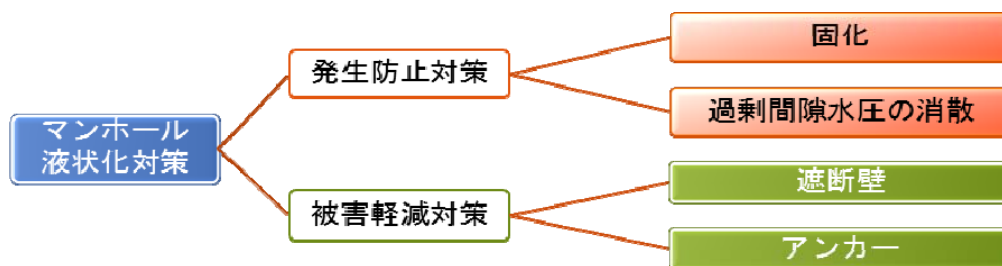 マンホール
液状化対策
発生防止対策
固化
過剰間隙水圧の消散
被害軽減対策
遮断壁
アンカー